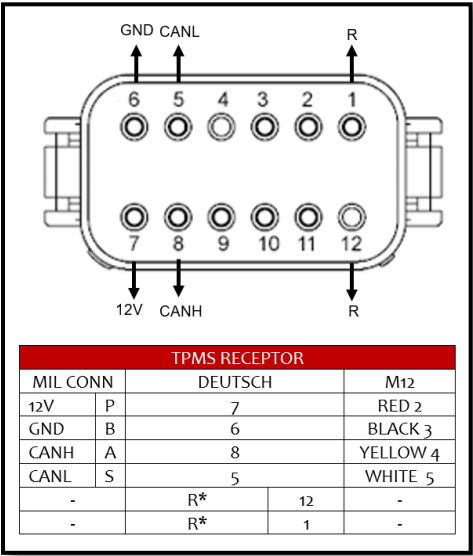 GND CANL R
6 5 4 3 2 1
7 8 9 10 11 12
12V CANH R
TPMS RECEPTOR
MIL CONN DEUTSCH M12
12V P 7 RED 2
GND B 6 BLACK 3
CANH A 8 YELLOW 4
CANL S 5 WHITE 5
- R* 12 -
- R* 1 -